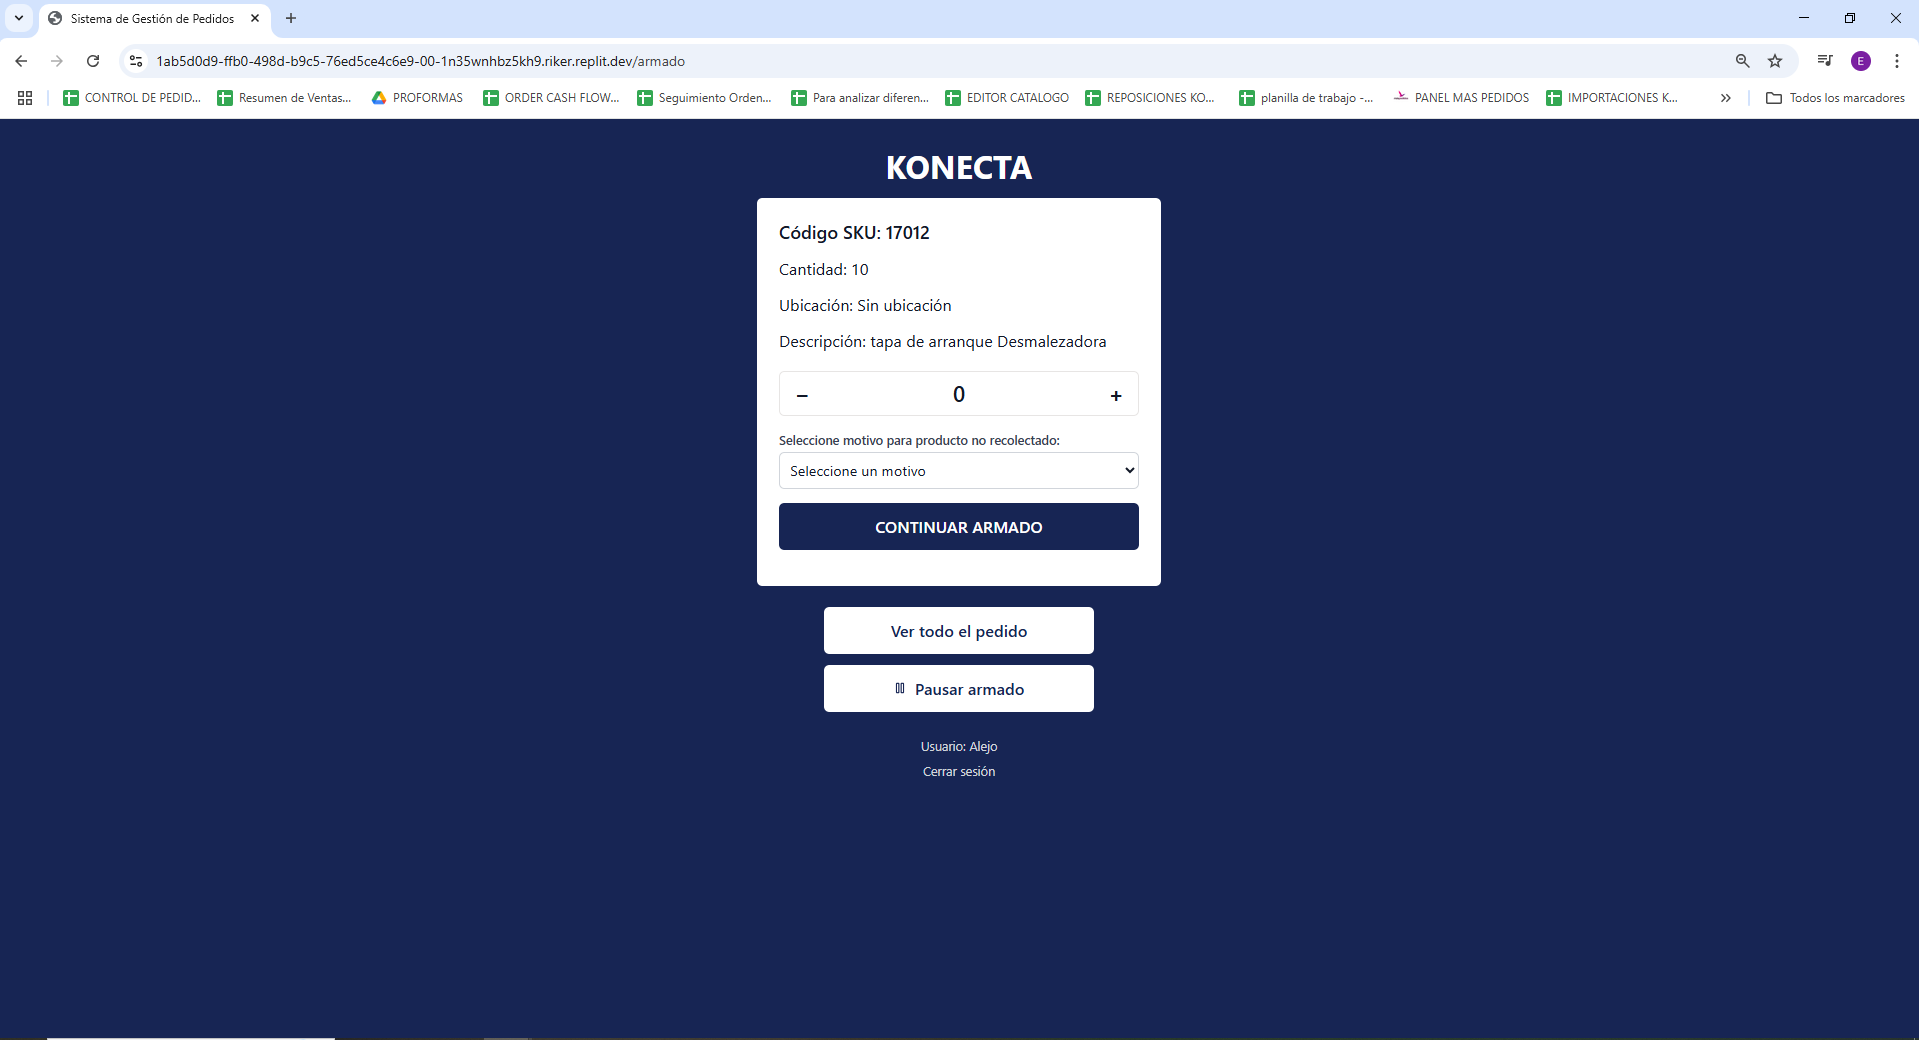 Sistema de Gestión de Pedidos
1ab5d0d9-ffb0-498d-b9c5-76ed5ce4c6e9-00-1n35wnhbz5kh9.riker.replit.dev/armado
E
CONTROL DE PEDID...
Resumen de Ventas...
PROFORMAS
ORDER CASH FLOW...
Seguimiento Orden...
Para analizar diferen...
EDITOR CATALOGO
REPOSICIONES KO...
planilla de trabajo -...
PANEL MAS PEDIDOS
IMPORTACIONES K...
Todos los marcadores
KONECTA
Código SKU: 17012
Cantidad: 10
Ubicación: Sin ubicación
Descripción: tapa de arranque Desmalezadora
− 0 +
Seleccione motivo para producto no recolectado:
Seleccione un motivo
CONTINUAR ARMADO
Ver todo el pedido
Pausar armado
Usuario: Alejo
Cerrar sesión